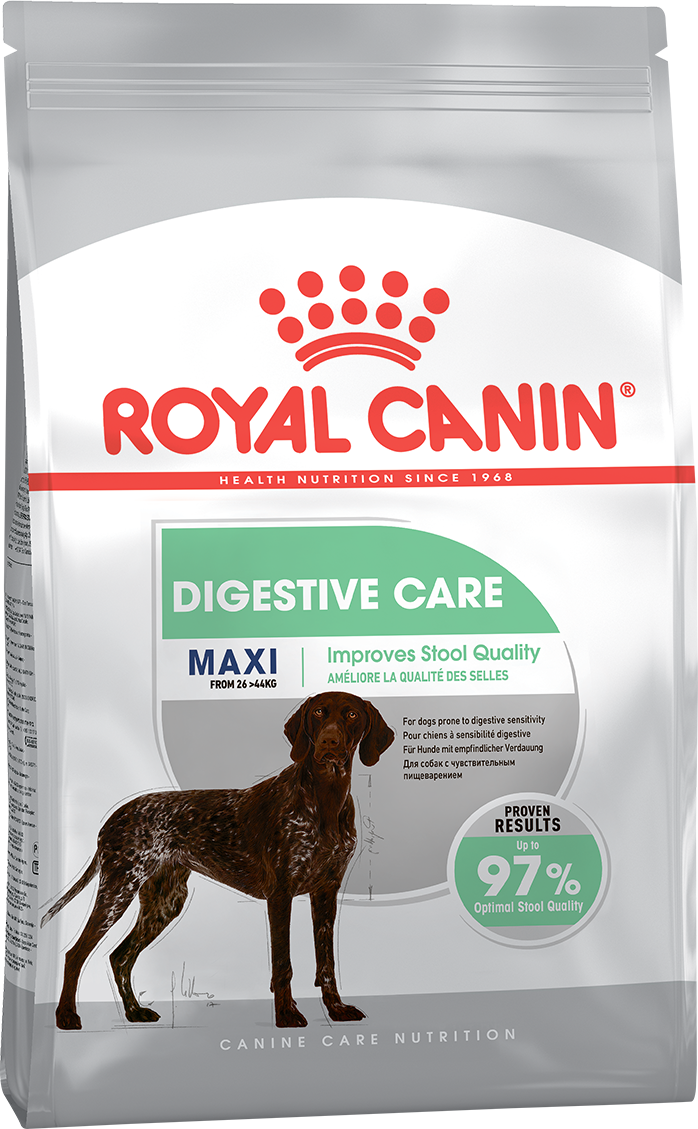 ROYAL CANIN®
HEALTH NUTRITION SINCE 1968
DIGESTIVE CARE
MAXI
FROM 26 >44KG
Improves Stool Quality
AMÉLIORE LA QUALITÉ DES SELLES
For dogs prone to digestive sensitivity
Pour chiens à sensibilité digestive
Für Hunde mit empfindlicher Verdauung
Для собак с чувствительным
пищеварением
PROVEN
RESULTS
Up to
97%
Optimal Stool Quality
CANINE CARE NUTRITION